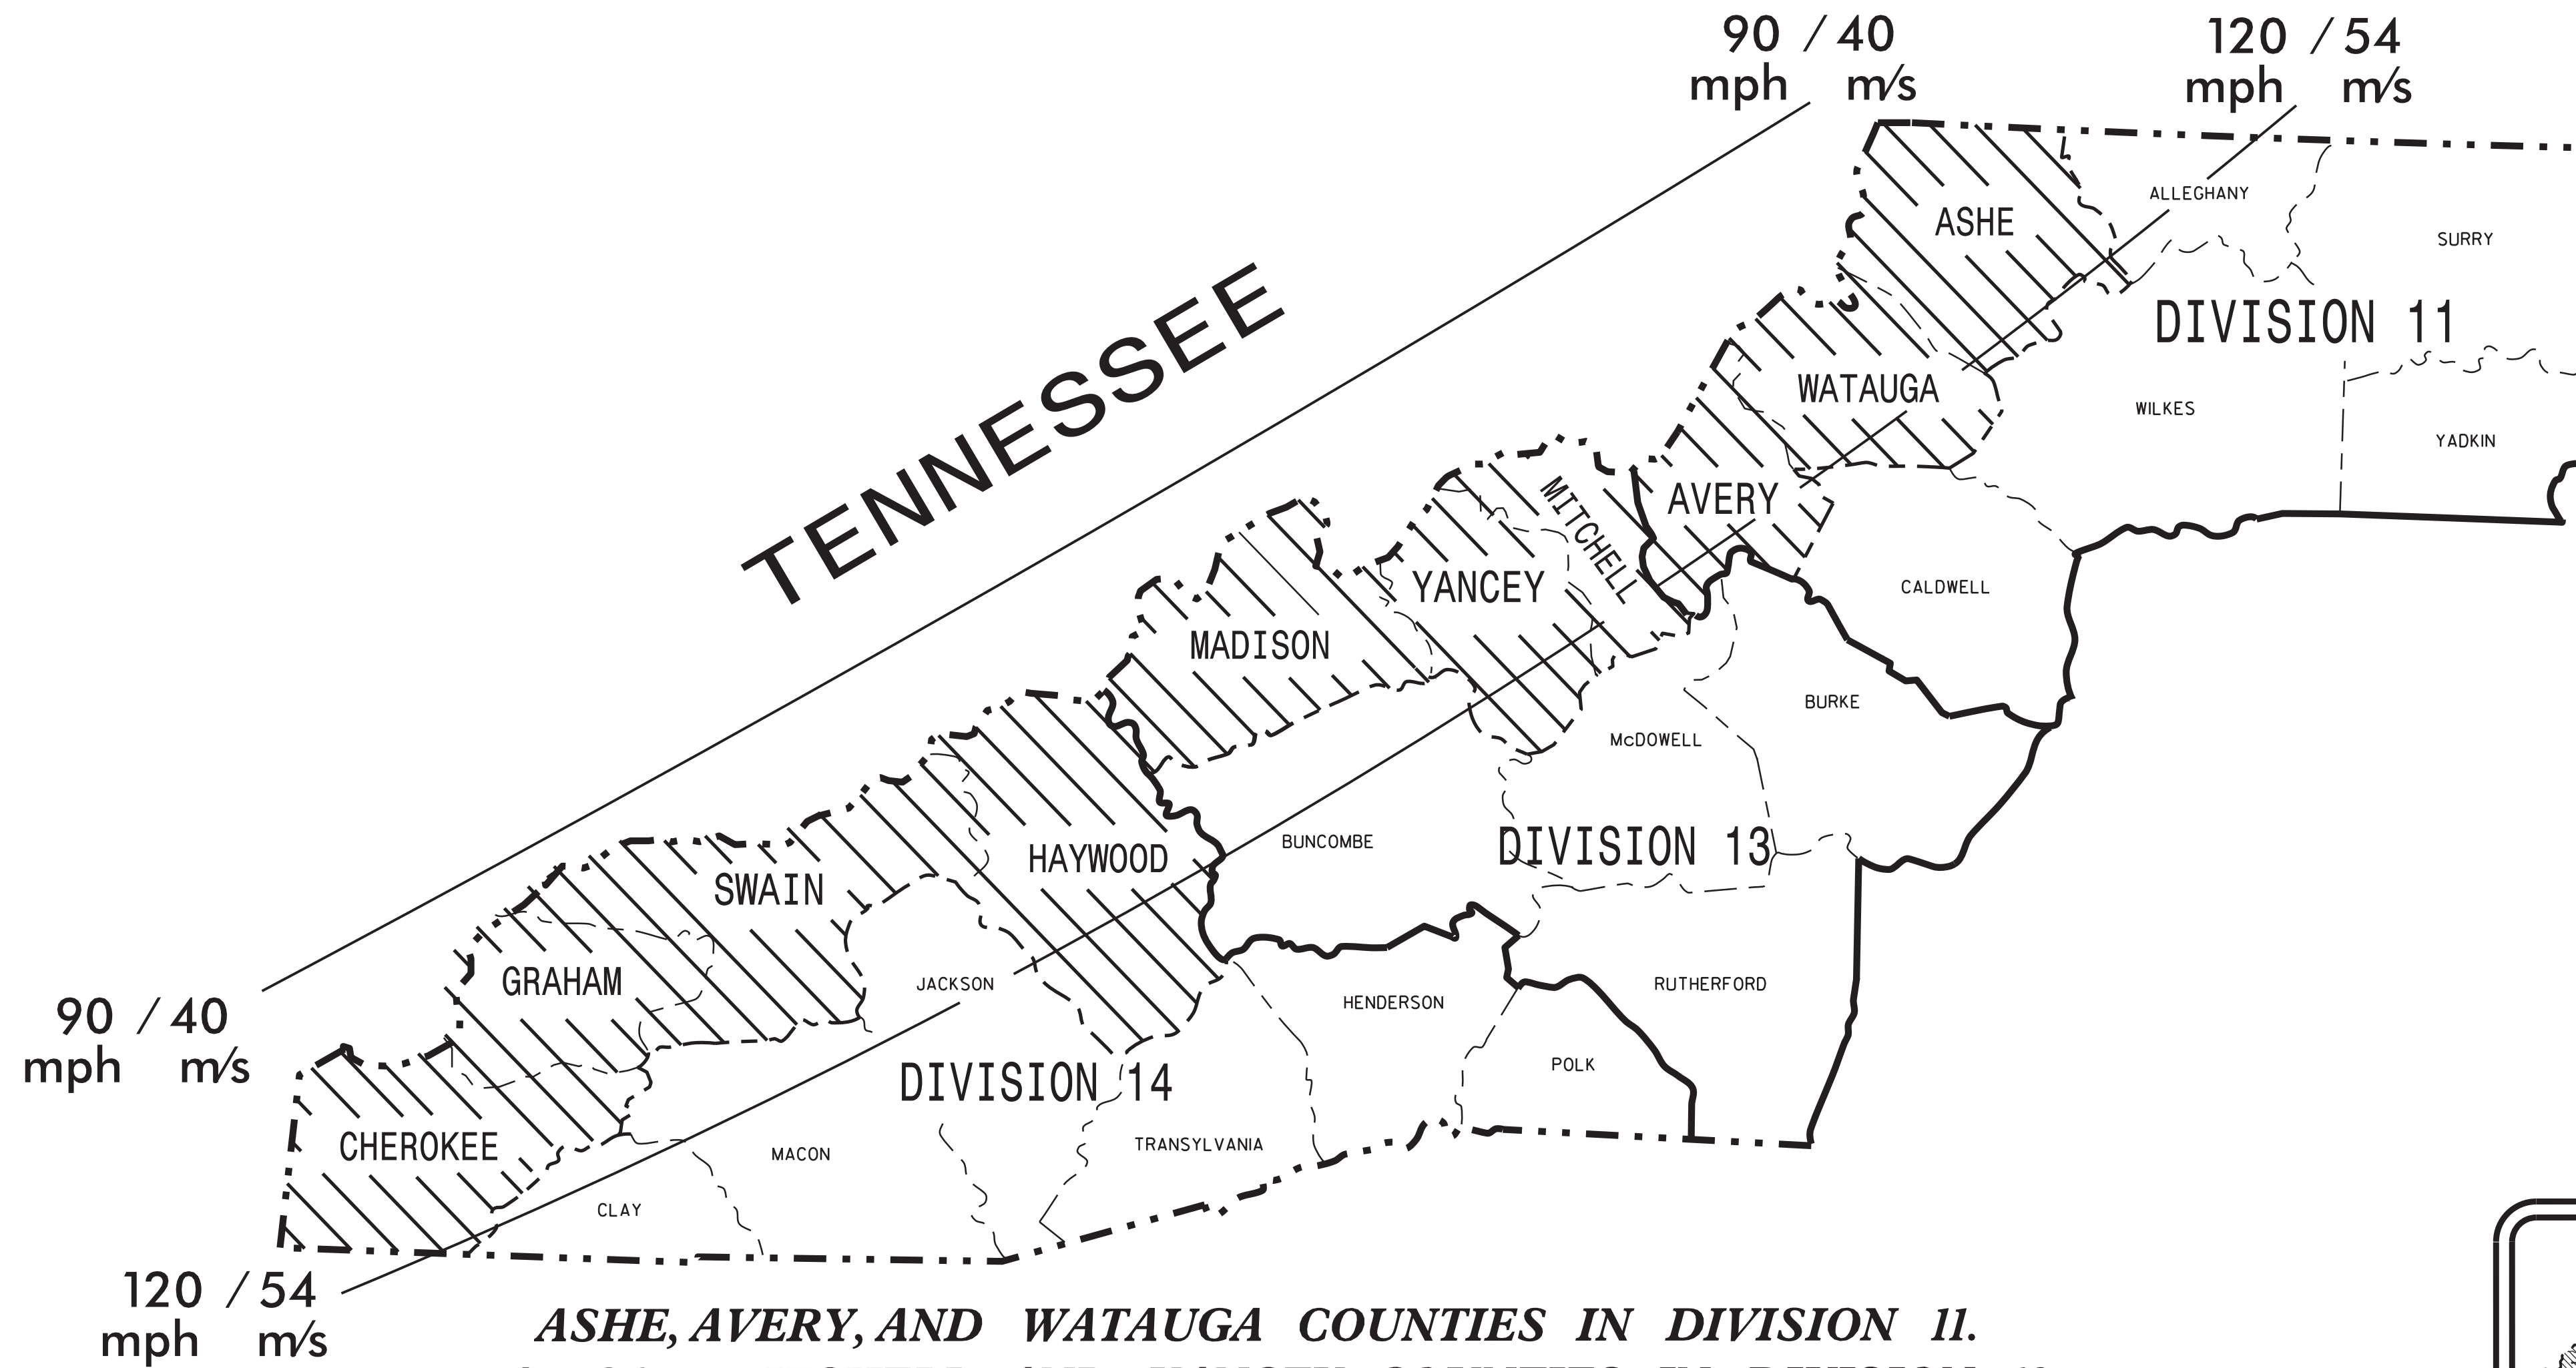 90 / 40
mph m/s
120 / 54
mph m/s
ALLEGHANY
ASHE
SURRY
DIVISION 11
WATAUGA
WILKES
YADKIN
TENNESSEE
MITCHELL
AVERY
YANCEY
CALDWELL
MADISON
BURKE
McDOWELL
BUNCOMBE
DIVISION 13
HAYWOOD
SWAIN
GRAHAM
JACKSON
RUTHERFORD
HENDERSON
90 / 40
mph m/s
POLK
DIVISION 14
CHEROKEE
MACON
TRANSYLVANIA
CLAY
120 / 54
mph m/s
ASHE, AVERY, AND WATAUGA COUNTIES IN DIVISION 11.